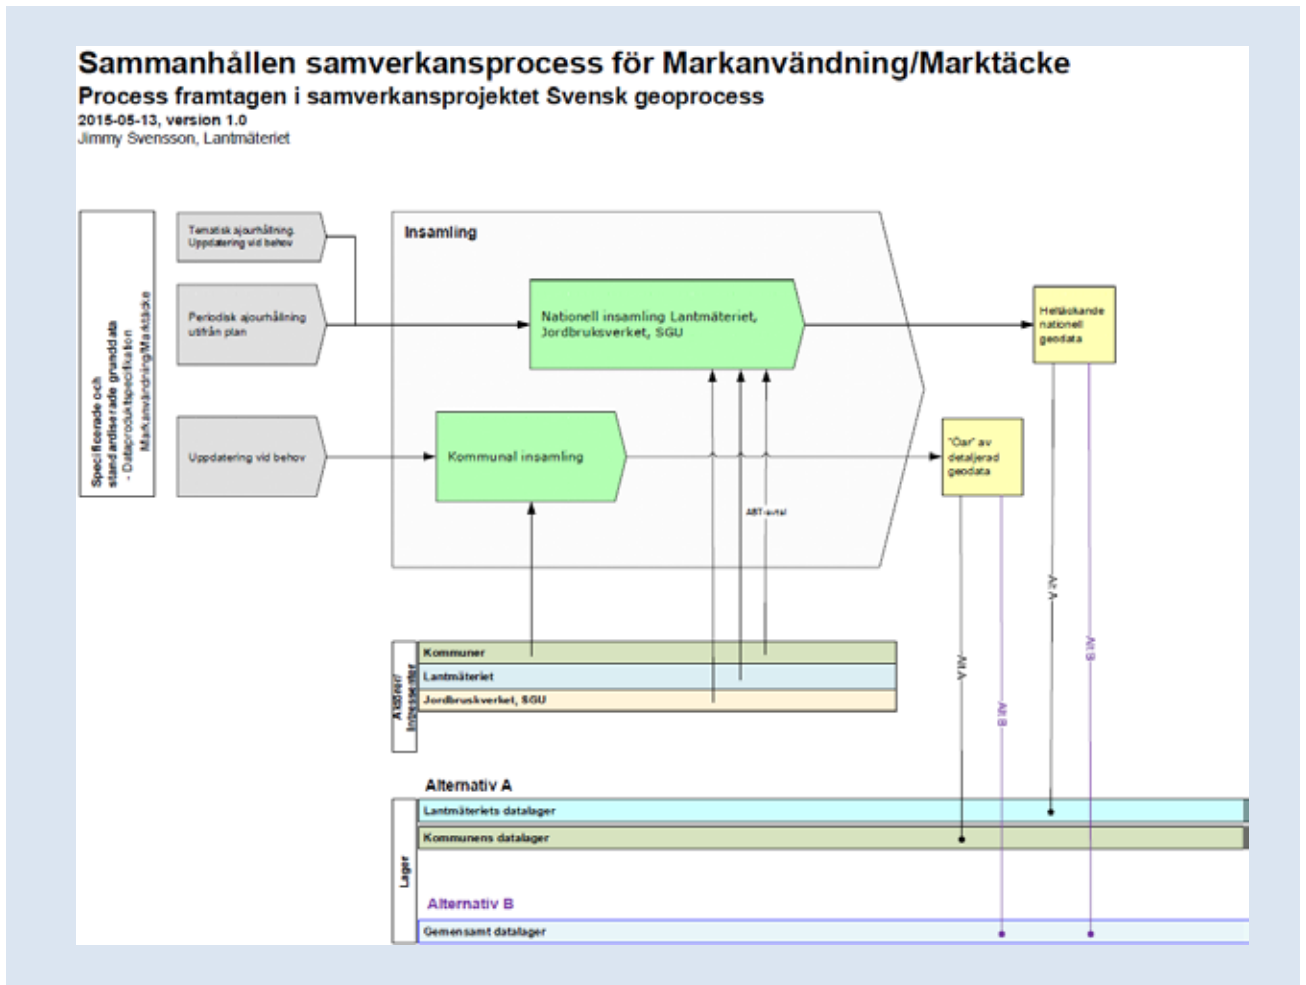 Sammanhållen samverkansprocess för Markanvändning/Marktäcke
Process framtagen i samverkansprojektet Svensk geoprocess
2015-05-13, version 1.0
Jimmy Svensson, Lantmäteriet
Specificerade och
standardiserade grunddata
- Dataproduktspecifikation
Markanvändning/Marktäcke
Tematisk ajourhållning.
Uppdatering vid behov
Periodisk ajourhållning
utifrån plan
Uppdatering vid behov
Insamling
Nationell insamling Lantmäteriet,
Jordbruksverket, SGU
Kommunal insamling
ABT-avtal
Heltäckande
nationell
geodata
"Öar" av
detaljerad
geodata
Alt A
Alt B
Alt A
Alt B
Aktörer/
Intressenter
Kommuner
Lantmäteriet
Jordbruskverket, SGU
Lager
Alternativ A
Lantmäteriets datalager
Kommunens datalager
Alternativ B
Gemensamt datalager